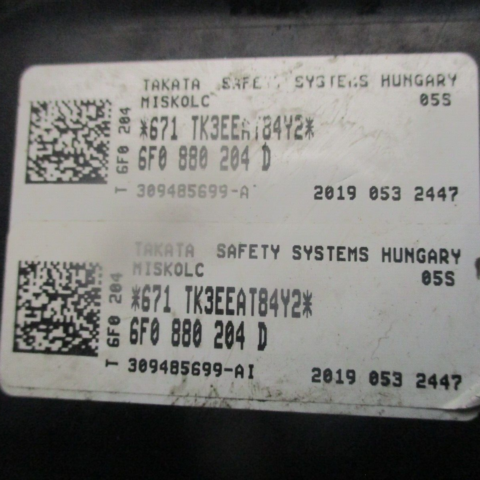 TAKATA SAFETY SYSTEMS HUNGARY
MISKOLC 05S
*671 TK3EEAT84Y2*
6F0 880 204 D
T 6F0 204
309485699-A 2019 053 2447
TAKATA SAFETY SYSTEMS HUNGARY
MISKOLC 05S
*671 TK3EEAT84Y2*
6F0 880 204 D
T 6F0 204
309485699-AI 2019 053 2447